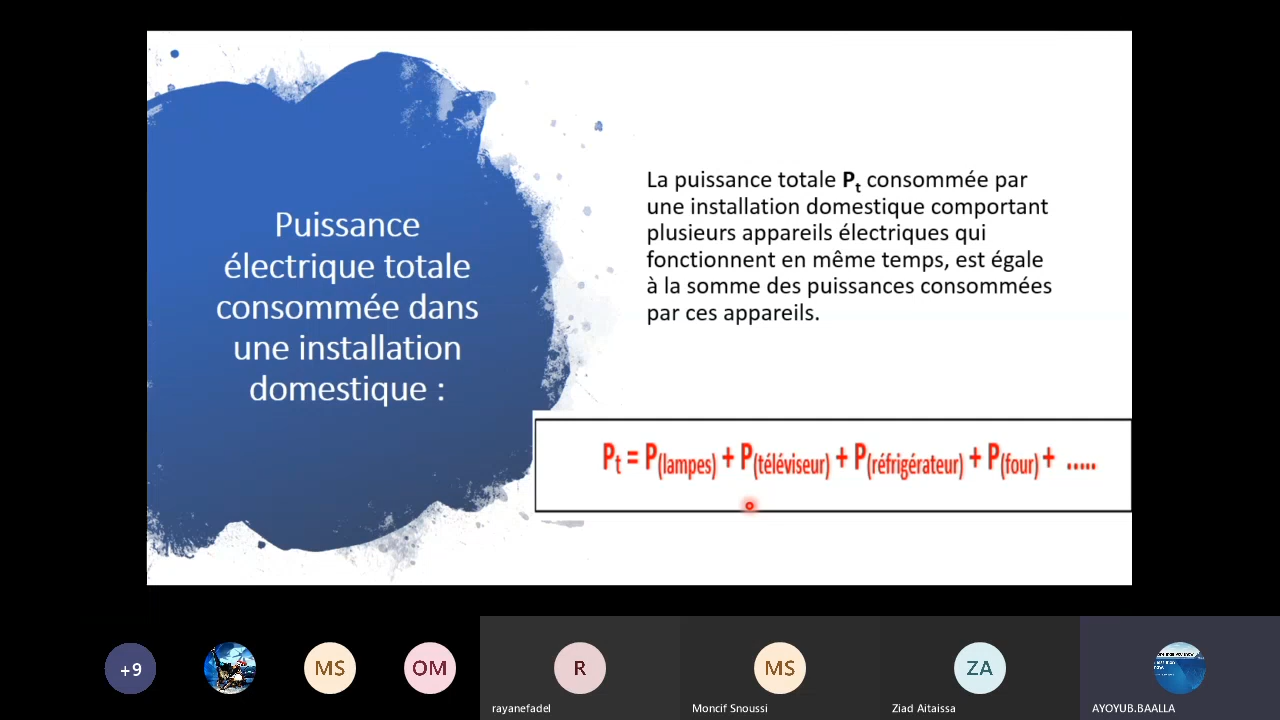 Puissance
électrique totale
consommée dans
une installation
domestique :
La puissance totale Pt consommée par
une installation domestique comportant
plusieurs appareils électriques qui
fonctionnent en même temps, est égale
à la somme des puissances consommées
par ces appareils.
Pt = P(lampes) + P(téléviseur) + P(réfrigérateur) + P(four) + .....
+9
MS
OM
R
MS
ZA
rayanefadel
Moncif Snoussi
Ziad Aitaissa
AYOYUB.BAALLA